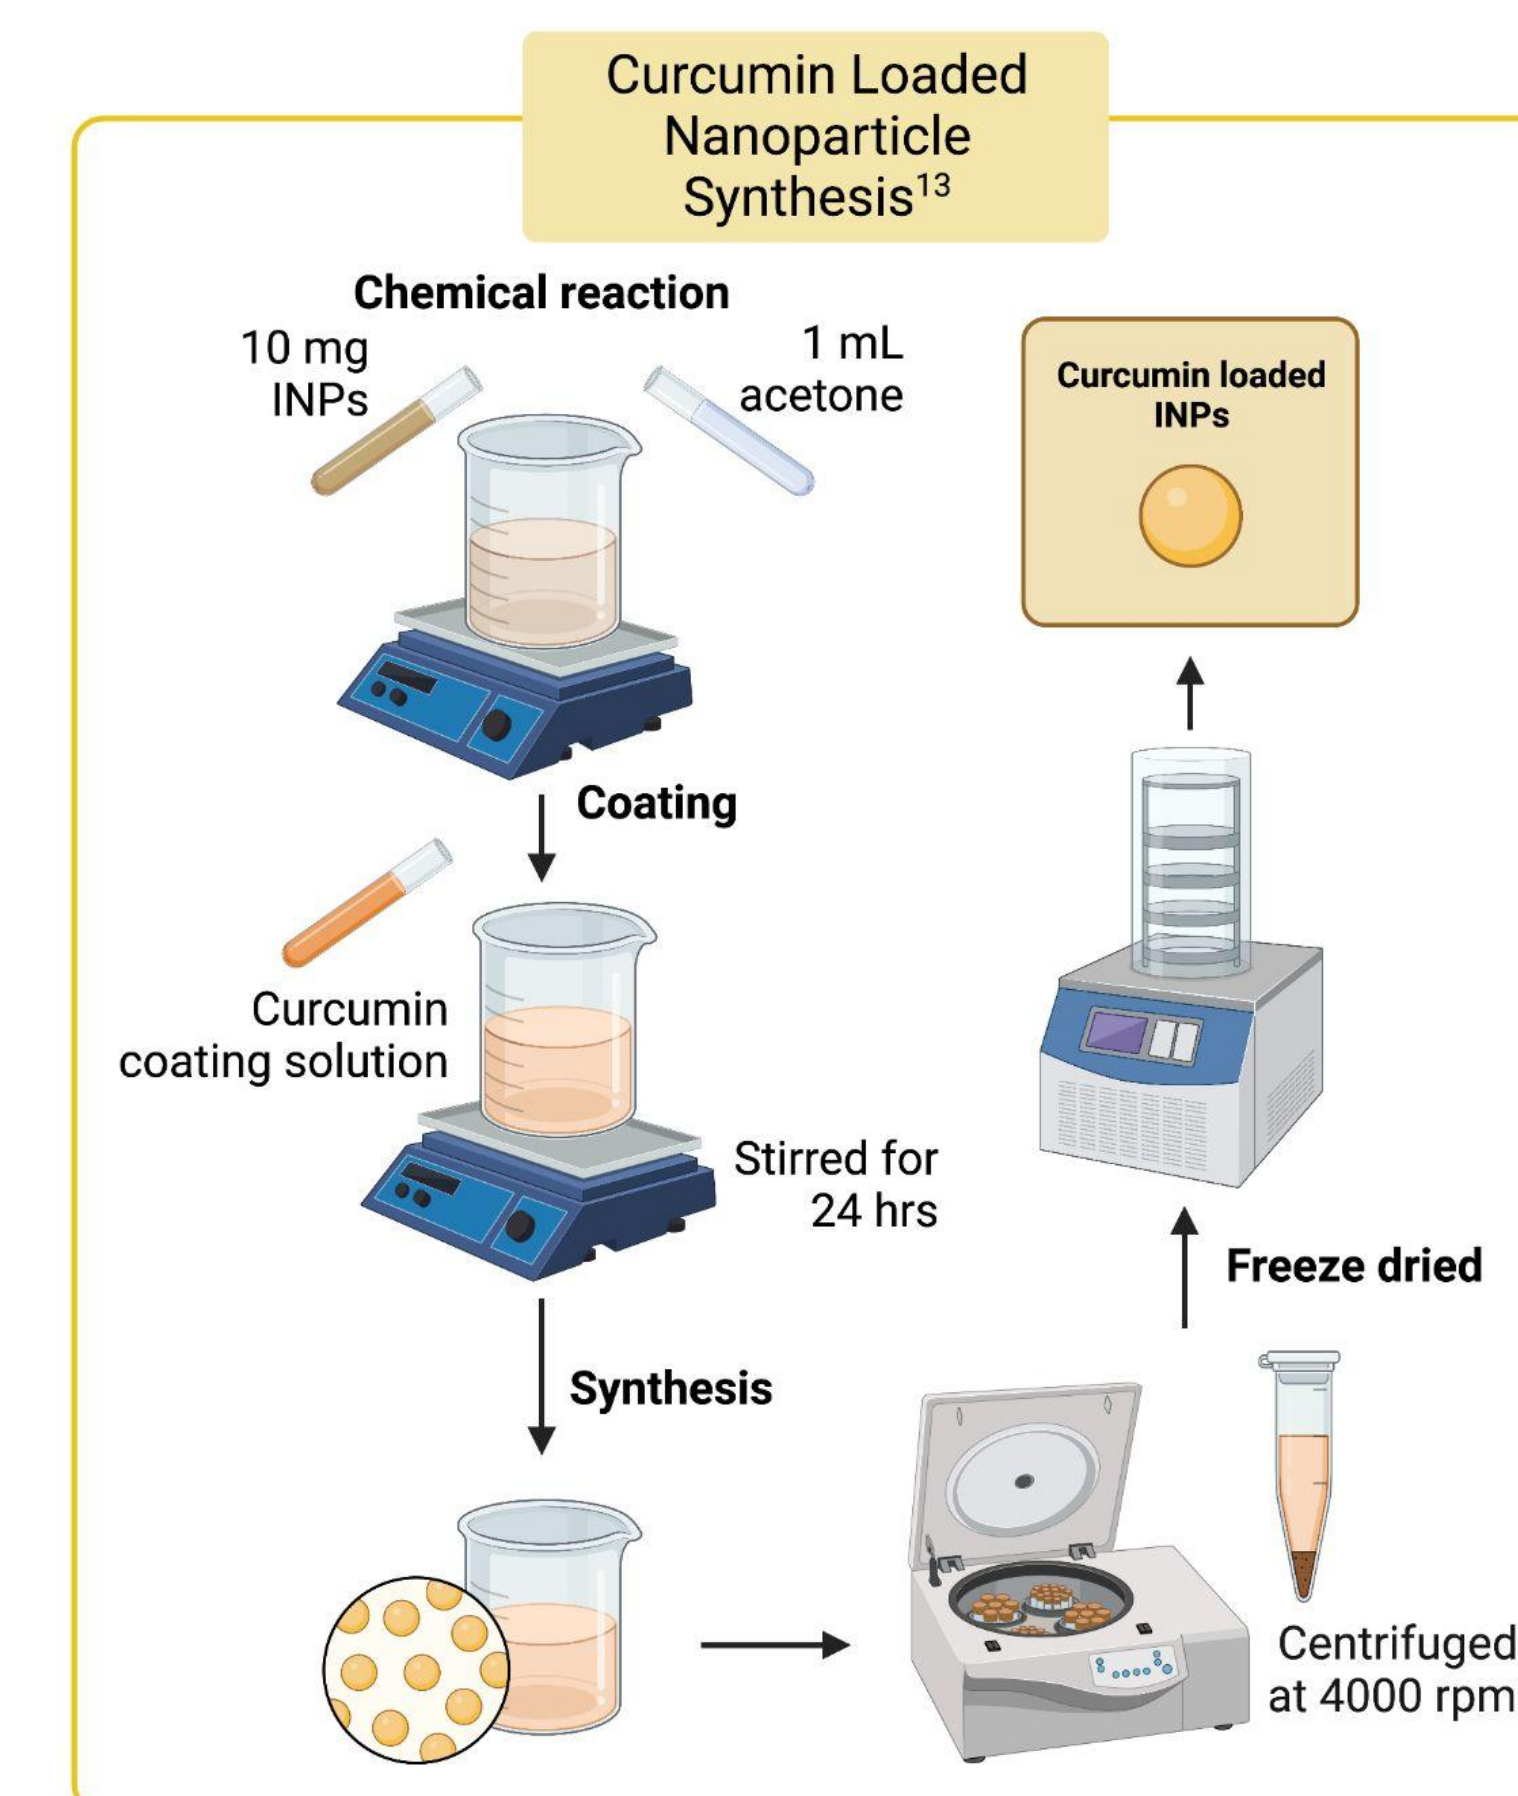 Curcumin Loaded
Nanoparticle
Synthesis¹³
Chemical reaction
10 mg
INPs
1 mL
acetone
Coating
Curcumin
coating solution
Stirred for
24 hrs
Synthesis
Centrifuged
at 4000 rpm
Freeze dried
Curcumin loaded
INPs